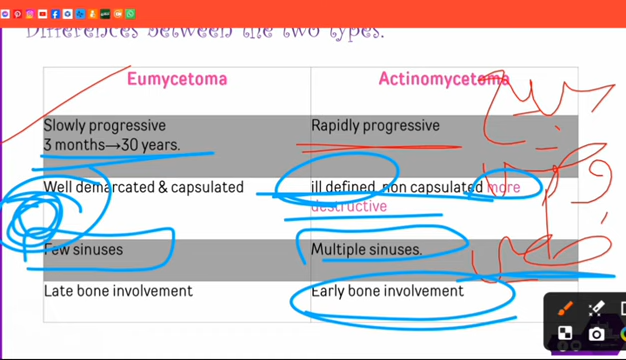 Differences between the two types.
Eumycetoma Actinomycetoma
Slowly progressive
3 months→30 years.
Rapidly progressive
Well demarcated & capsulated
ill defined, non capsulated more
destructive
Few sinuses
Multiple sinuses.
Late bone involvement
Early bone involvement